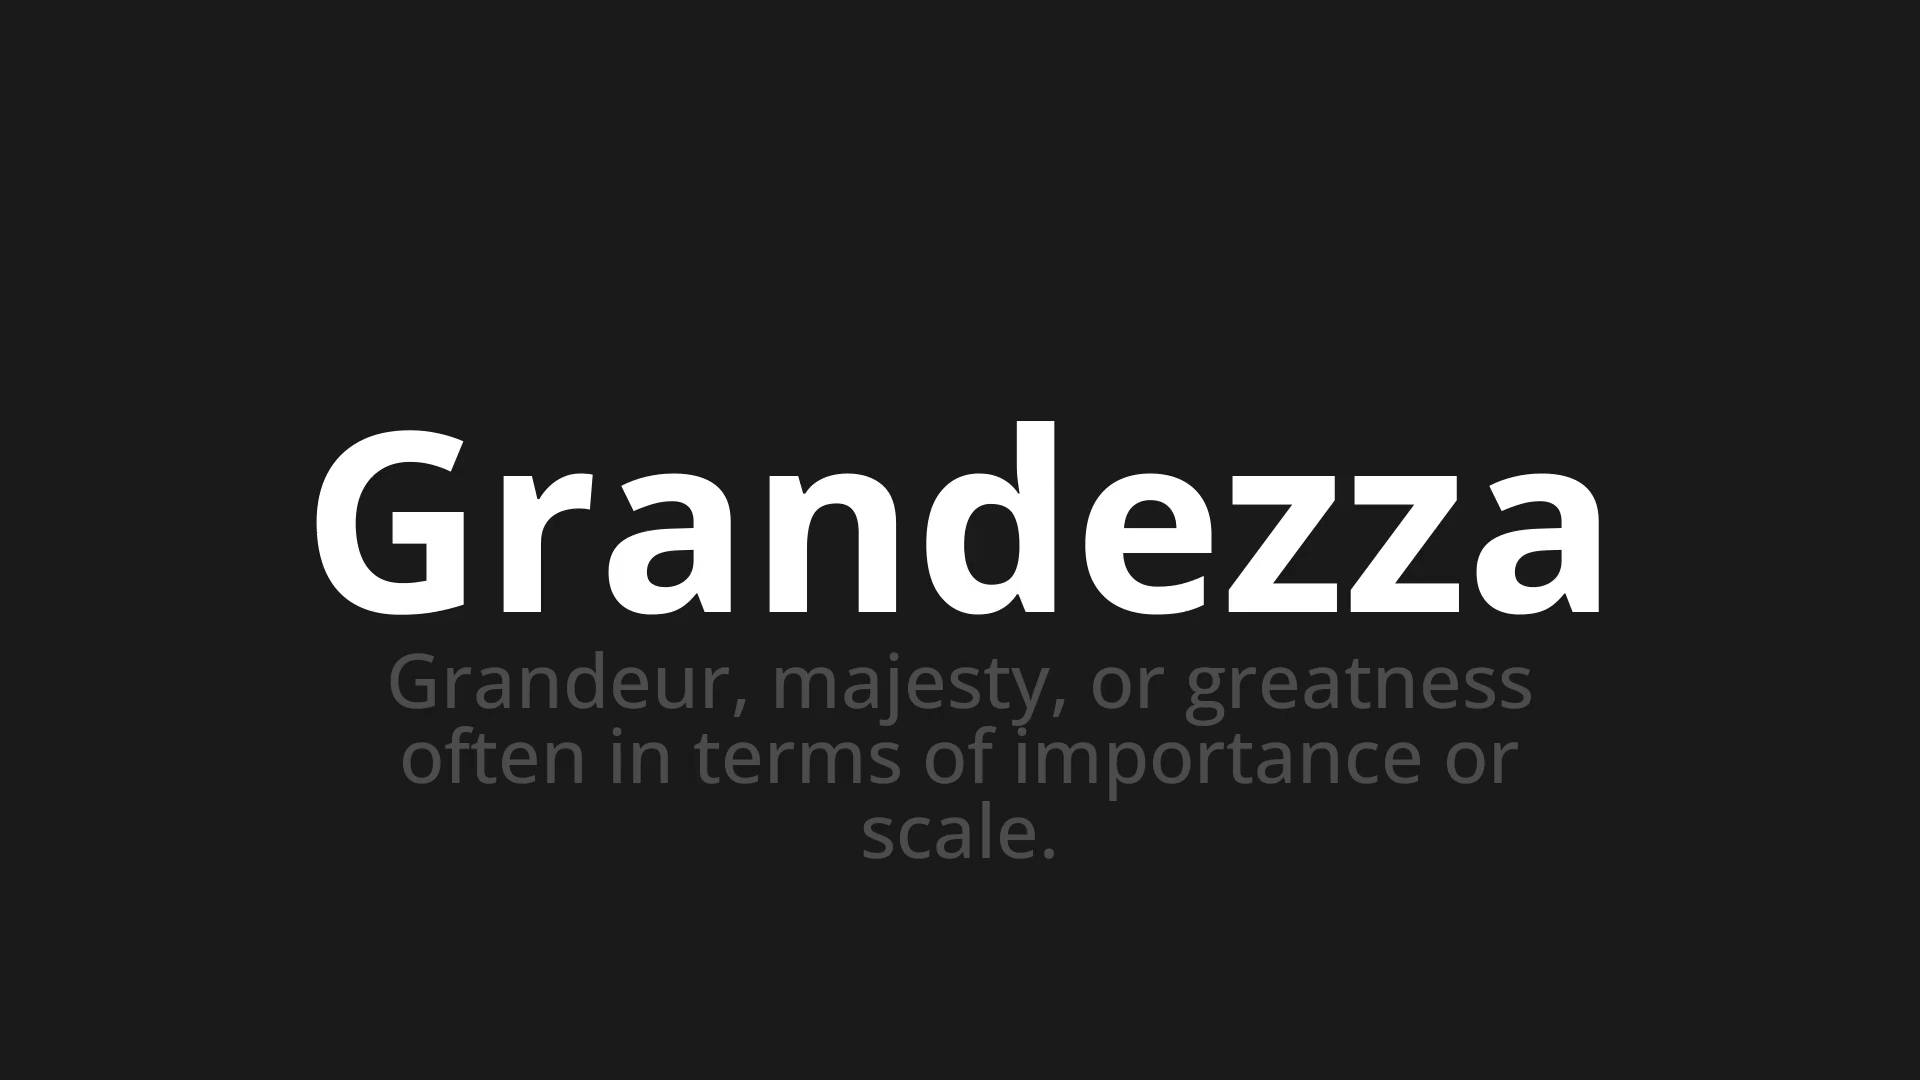 Grandezza
Grandeur, majesty, or greatness
often in terms of importance or
scale.